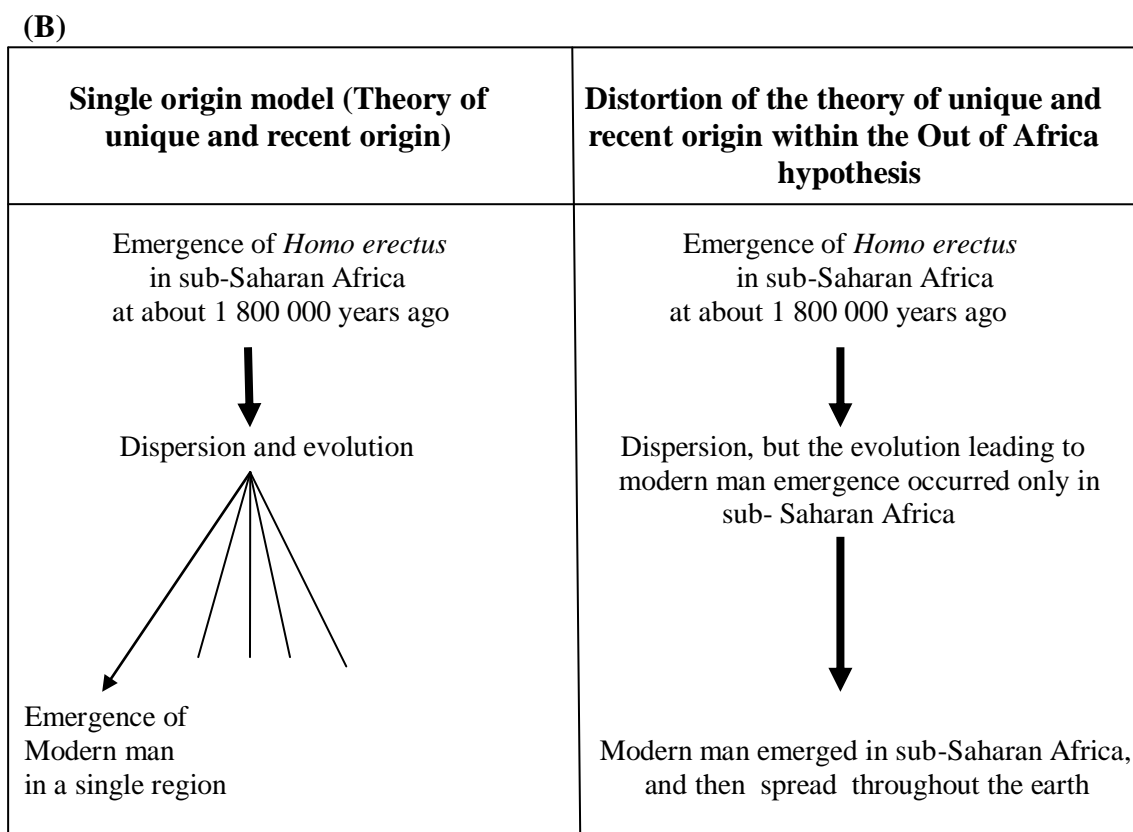 (B)
Single origin model (Theory of
unique and recent origin)
Distortion of the theory of unique and
recent origin within the Out of Africa
hypothesis
Emergence of Homo erectus
in sub-Saharan Africa
at about 1 800 000 years ago
Dispersion and evolution
Emergence of
Modern man
in a single region
Emergence of Homo erectus
in sub-Saharan Africa
at about 1 800 000 years ago
Dispersion, but the evolution leading to
modern man emergence occurred only in
sub- Saharan Africa
Modern man emerged in sub-Saharan Africa,
and then spread throughout the earth